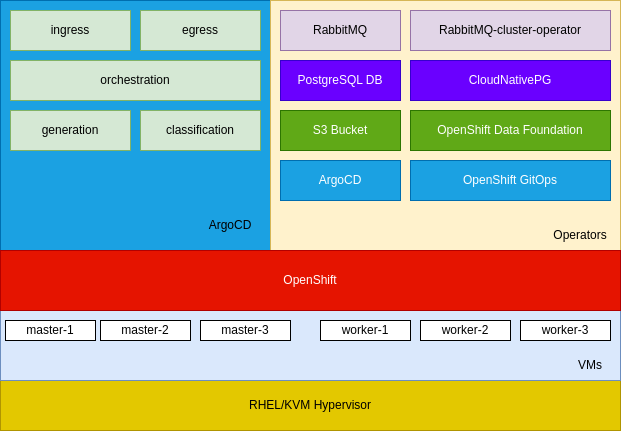 ingress
egress
orchestration
generation
classification
ArgoCD
RabbitMQ
RabbitMQ-cluster-operator
PostgreSQL DB
CloudNativePG
S3 Bucket
OpenShift Data Foundation
ArgoCD
OpenShift GitOps
Operators
OpenShift
master-1
master-2
master-3
worker-1
worker-2
worker-3
VMs
RHEL/KVM Hypervisor